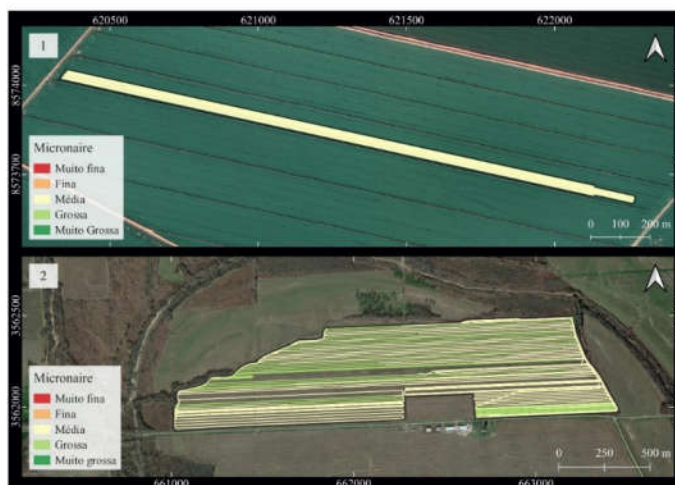 620500 621000 621500 622000
1
8574000
8573700
Micronaire
Muito fina
Fina
Média
Grossa
Muito Grossa
0 100 200 m
2
3562500
3562000
Micronaire
Muito fina
Fina
Média
Grossa
Muito grossa
0 250 500 m
661000 662000 663000